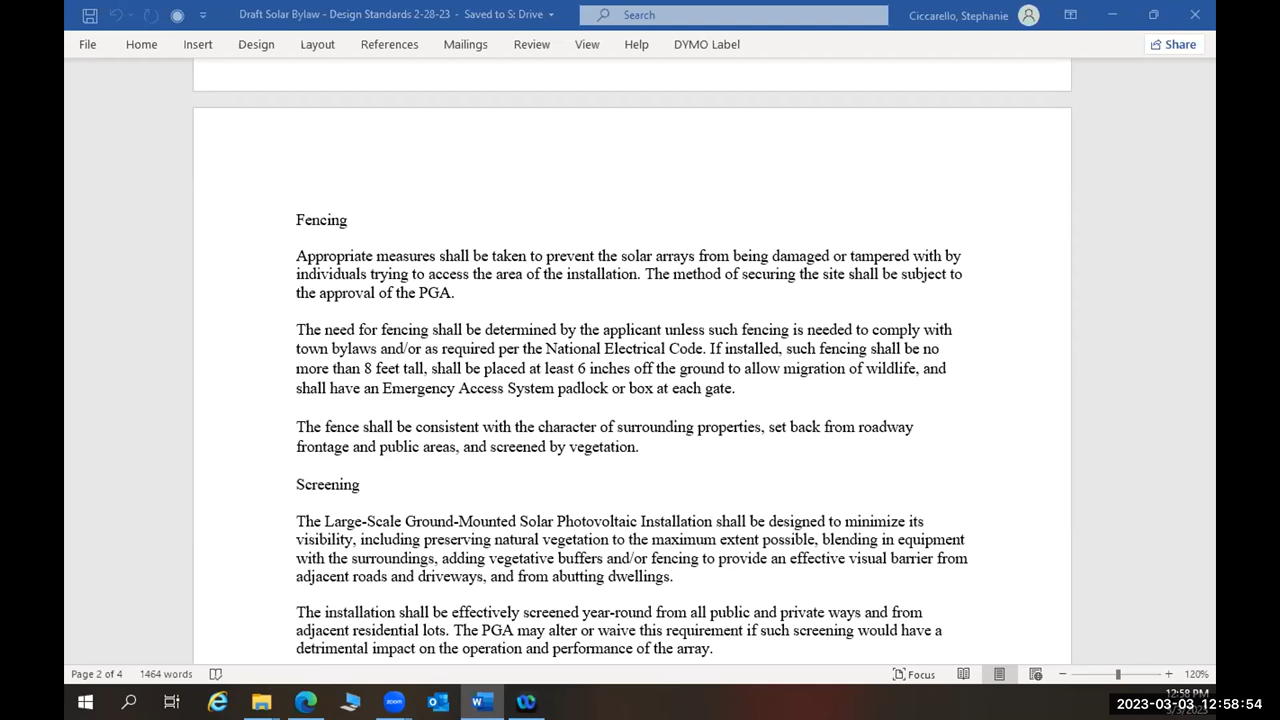 Draft Solar Bylaw - Design Standards 2-28-23 - Saved to S: Drive
Search
Ciccarello, Stephanie
File Home Insert Design Layout References Mailings Review View Help DYMO Label
Share
Fencing
Appropriate measures shall be taken to prevent the solar arrays from being damaged or tampered with by
individuals trying to access the area of the installation. The method of securing the site shall be subject to
the approval of the PGA.
The need for fencing shall be determined by the applicant unless such fencing is needed to comply with
town bylaws and/or as required per the National Electrical Code. If installed, such fencing shall be no
more than 8 feet tall, shall be placed at least 6 inches off the ground to allow migration of wildlife, and
shall have an Emergency Access System padlock or box at each gate.
The fence shall be consistent with the character of surrounding properties, set back from roadway
frontage and public areas, and screened by vegetation.
Screening
The Large-Scale Ground-Mounted Solar Photovoltaic Installation shall be designed to minimize its
visibility, including preserving natural vegetation to the maximum extent possible, blending in equipment
with the surroundings, adding vegetative buffers and/or fencing to provide an effective visual barrier from
adjacent roads and driveways, and from abutting dwellings.
The installation shall be effectively screened year-round from all public and private ways and from
adjacent residential lots. The PGA may alter or waive this requirement if such screening would have a
detrimental impact on the operation and performance of the array.
Page 2 of 4 1464 words Focus 120%
zoom
12:58 PM
2023-03-03 12:58:54